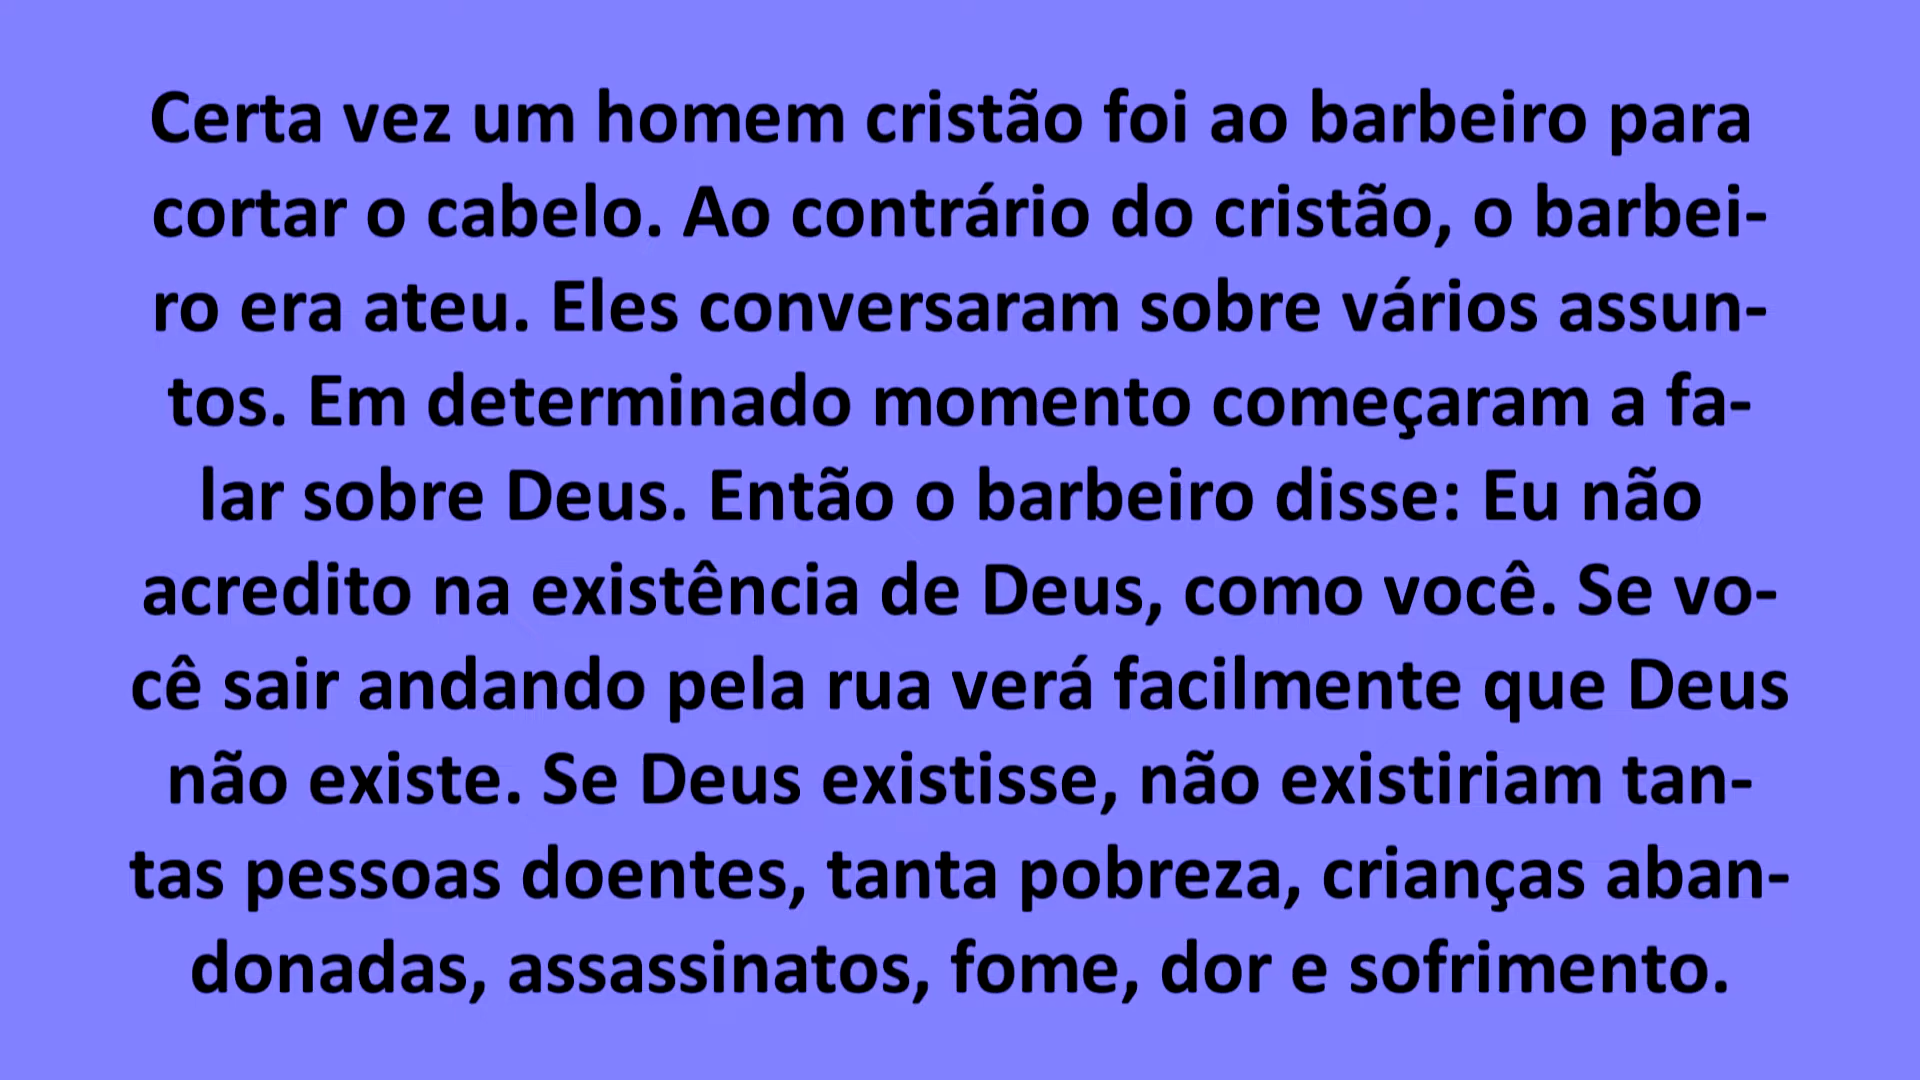 Certa vez um homem cristão foi ao barbeiro para
cortar o cabelo. Ao contrário do cristão, o barbei-
ro era ateu. Eles conversaram sobre vários assun-
tos. Em determinado momento começaram a fa-
lar sobre Deus. Então o barbeiro disse: Eu não
acredito na existência de Deus, como você. Se vo-
cê sair andando pela rua verá facilmente que Deus
não existe. Se Deus existisse, não existiriam tan-
tas pessoas doentes, tanta pobreza, crianças aban-
donadas, assassinatos, fome, dor e sofrimento.